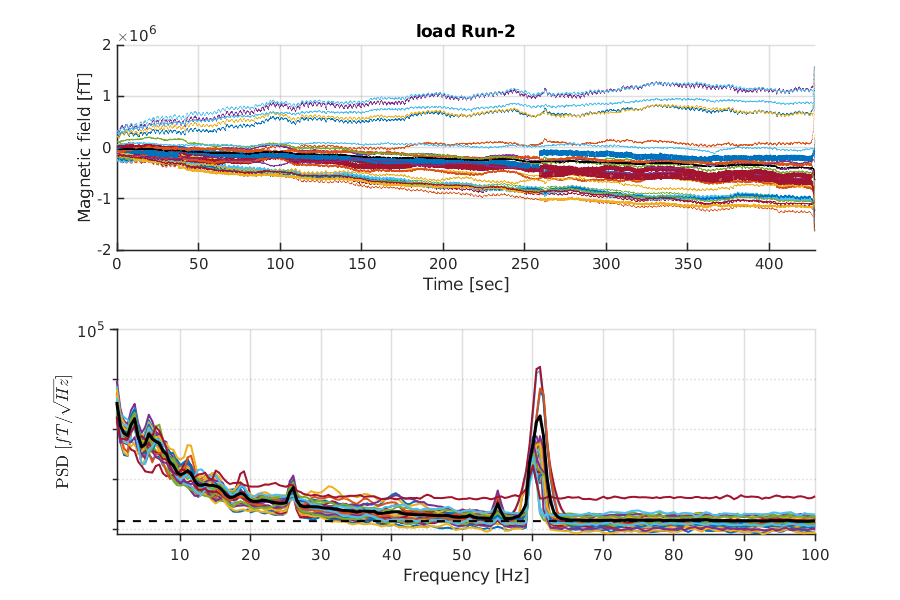 load Run-2
×10^6
Magnetic field [fT]
2
1
0
-1
-2
0 50 100 150 200 250 300 350 400
Time [sec]
PSD [fT/√Hz]
10^5
10 20 30 40 50 60 70 80 90 100
Frequency [Hz]